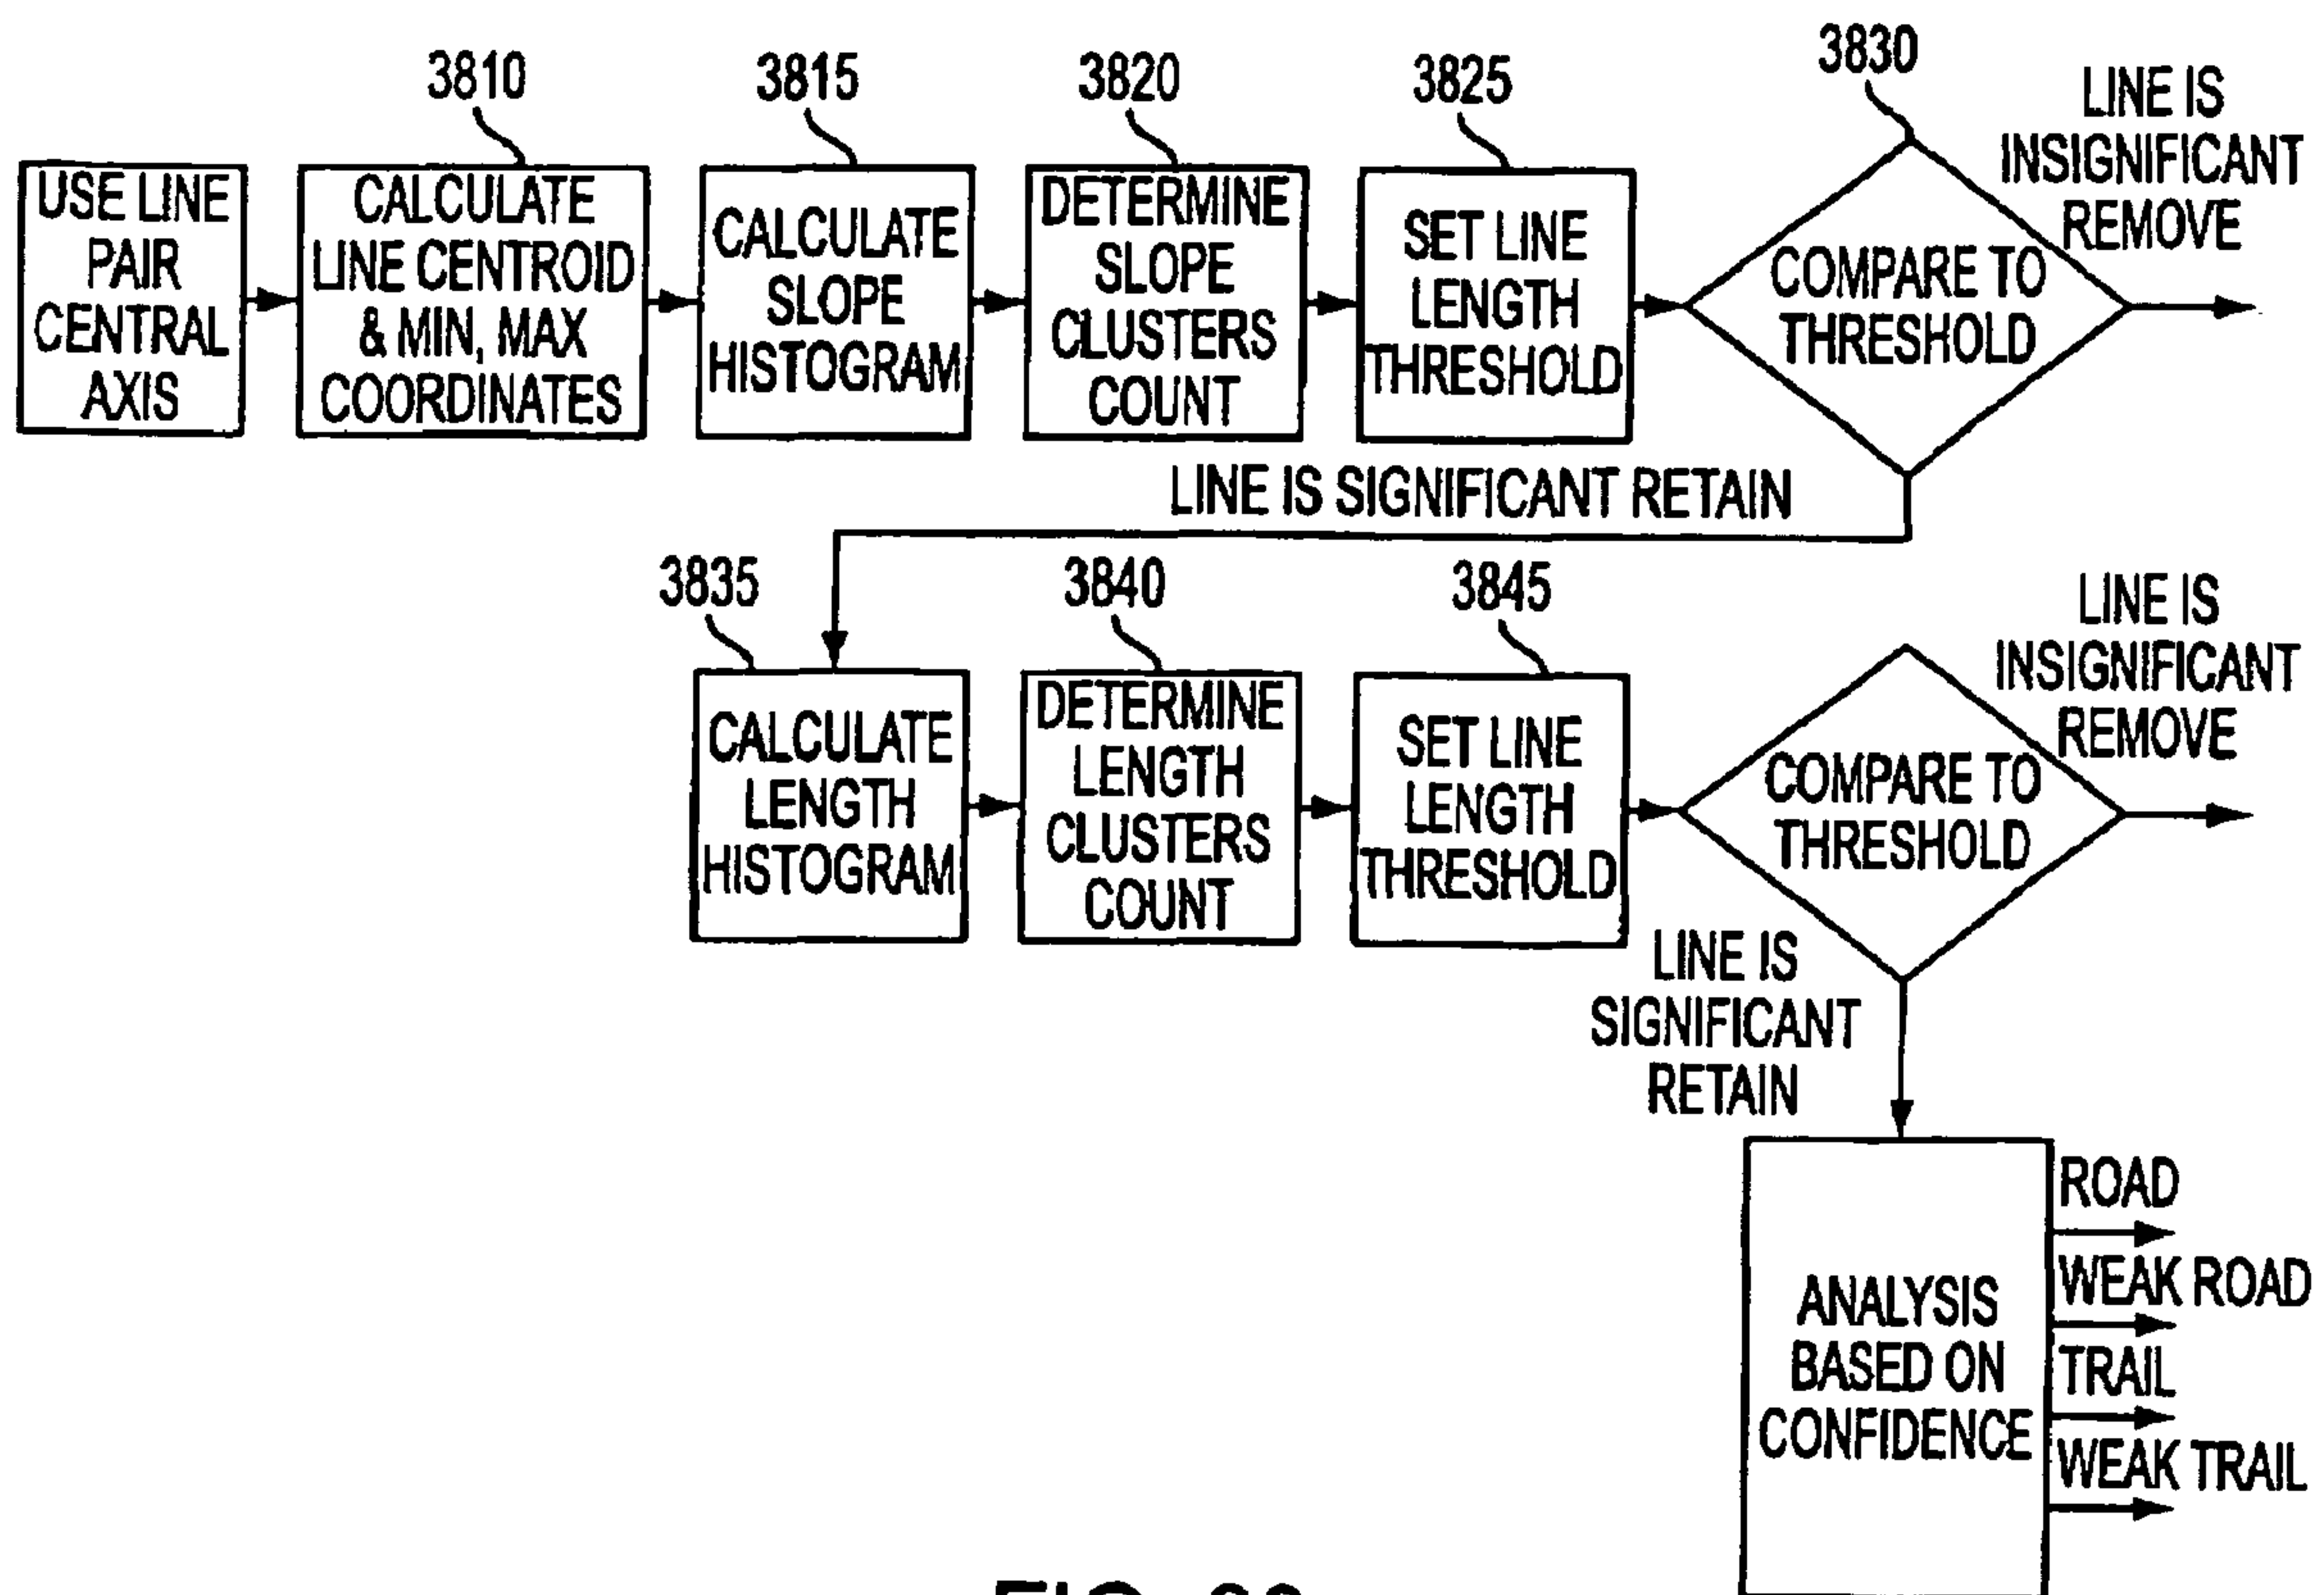 3810
3815
3820
3825
3830
LINE IS
INSIGNIFICANT
REMOVE
USE LINE
PAIR
CENTRAL
AXIS
CALCULATE
LINE CENTROID
& MIN, MAX
COORDINATES
CALCULATE
SLOPE
HISTOGRAM
DETERMINE
SLOPE
CLUSTERS
COUNT
SET LINE
LENGTH
THRESHOLD
COMPARE TO
THRESHOLD
LINE IS SIGNIFICANT RETAIN
3835
3840
3845
LINE IS
INSIGNIFICANT
REMOVE
CALCULATE
LENGTH
HISTOGRAM
DETERMINE
LENGTH
CLUSTERS
COUNT
SET LINE
LENGTH
THRESHOLD
COMPARE TO
THRESHOLD
LINE IS
SIGNIFICANT
RETAIN
ANALYSIS
BASED ON
CONFIDENCE
ROAD
WEAK ROAD
TRAIL
WEAK TRAIL